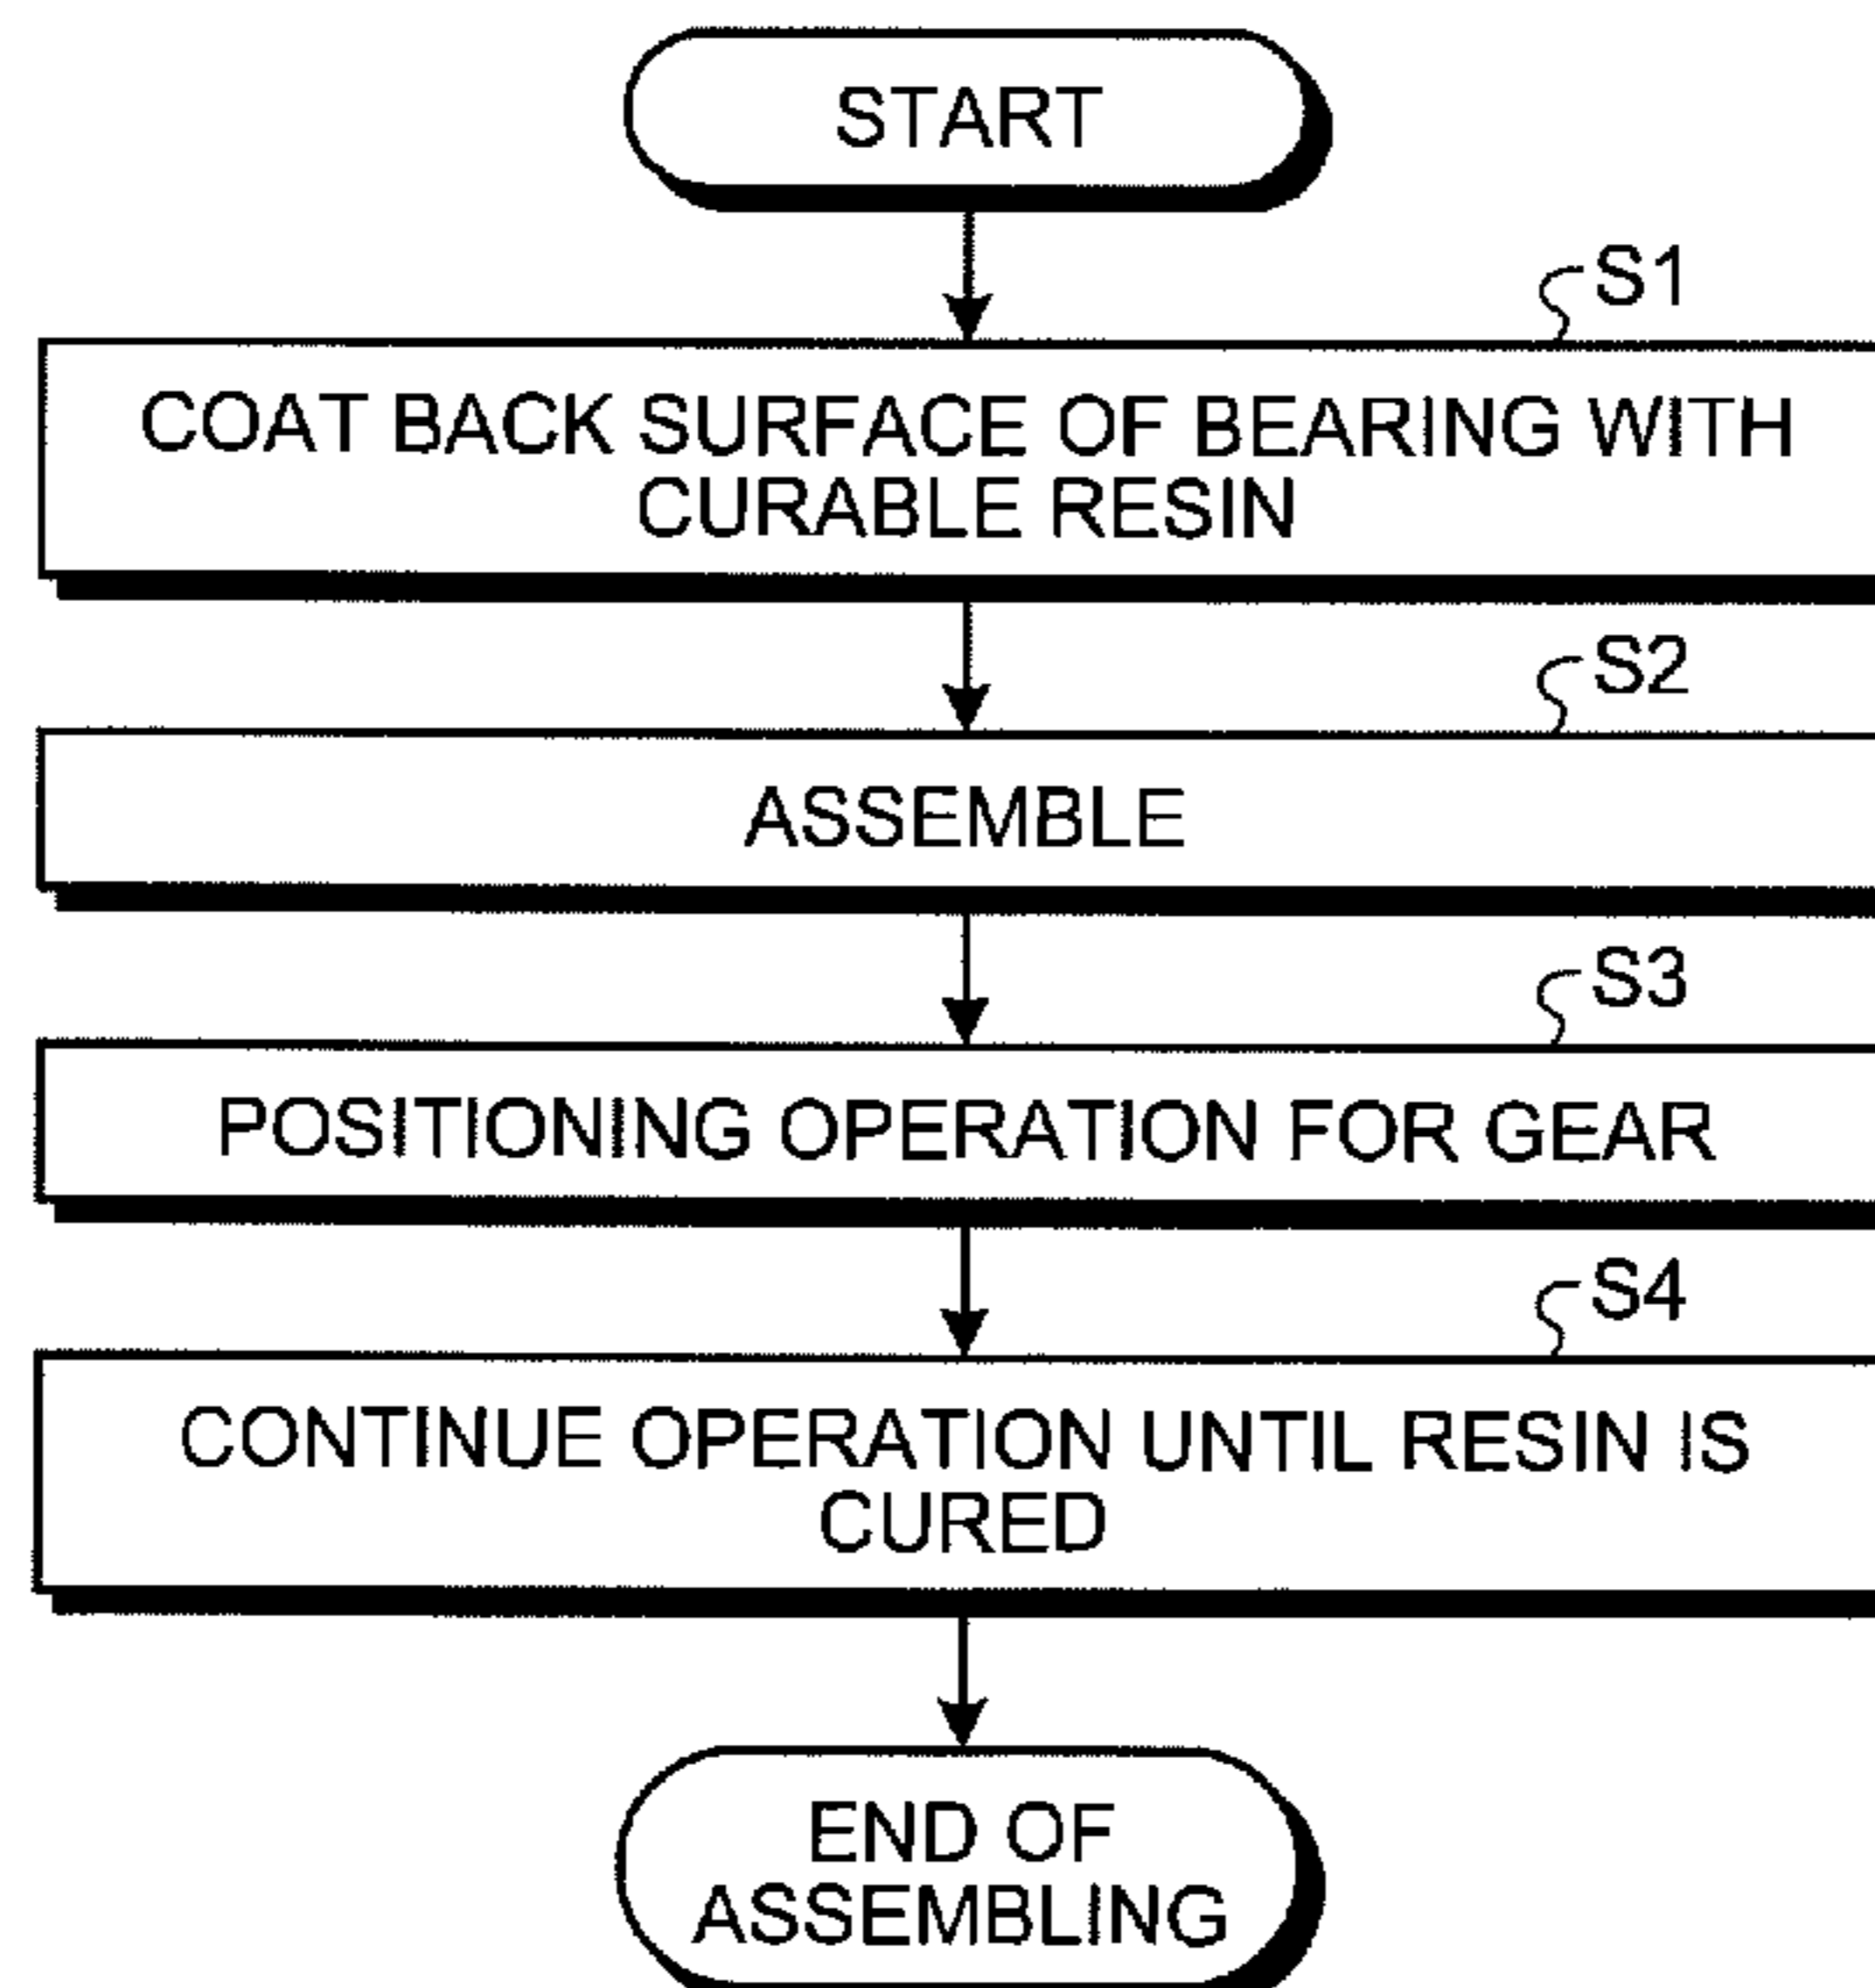 START
S1
COAT BACK SURFACE OF BEARING WITH
CURABLE RESIN
S2
ASSEMBLE
S3
POSITIONING OPERATION FOR GEAR
S4
CONTINUE OPERATION UNTIL RESIN IS
CURED
END OF
ASSEMBLING